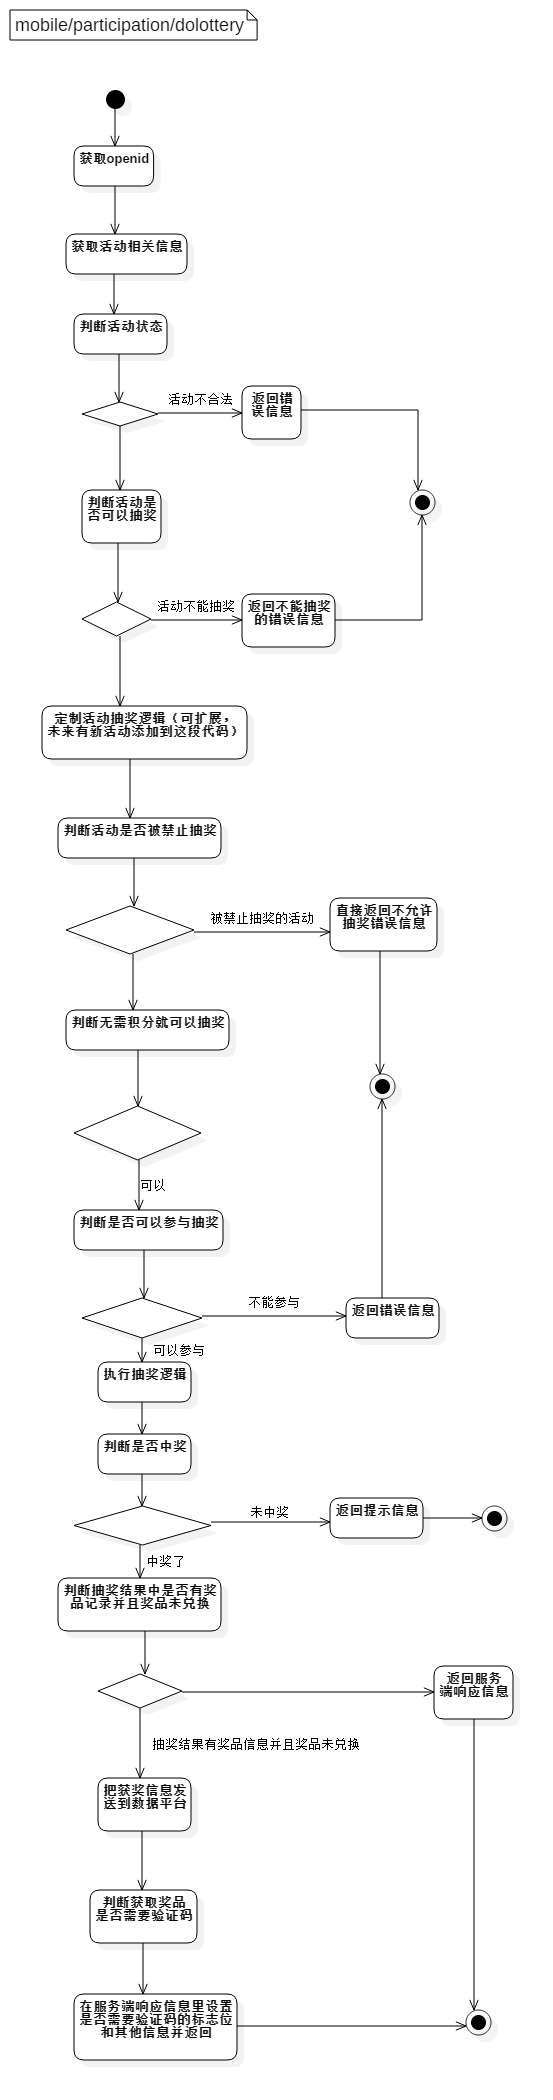 mobile/participation/dolottery
获取openid
获取活动相关信息
判断活动状态
活动不合法
返回错
误信息
判断活动是
否可以抽奖
活动不能抽奖
返回不能抽奖
的错误信息
定制活动抽奖逻辑（可扩展，
未来有新活动添加到这段代码）
判断活动是否被禁止抽奖
被禁止抽奖的活动
直接返回不允许
抽奖错误信息
判断无需积分就可以抽奖
可以
判断是否可以参与抽奖
不能参与
返回错误信息
可以参与
执行抽奖逻辑
判断是否中奖
未中奖
返回提示信息
中奖了
判断抽奖结果中是否有奖
品记录并且奖品未兑换
返回服务
端响应信息
抽奖结果有奖品信息并且奖品未兑换
把获奖信息发
送到数据平台
判断获取奖品
是否需要验证码
在服务端响应信息里设置
是否需要验证码的标志位
和其他信息并返回